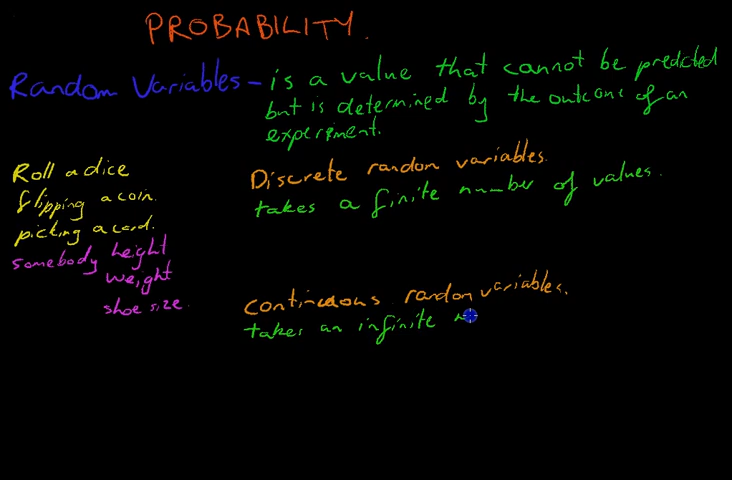 PROBABILITY.
Random Variables - is a value that cannot be predicted
but is determined by the outcome of an
experiment.
Roll a dice
flipping a coin.
picking a card.
somebody height
weight
shoe size.
Discrete random variables.
takes a finite number of values.
Continuous random variables.
takes an infinite